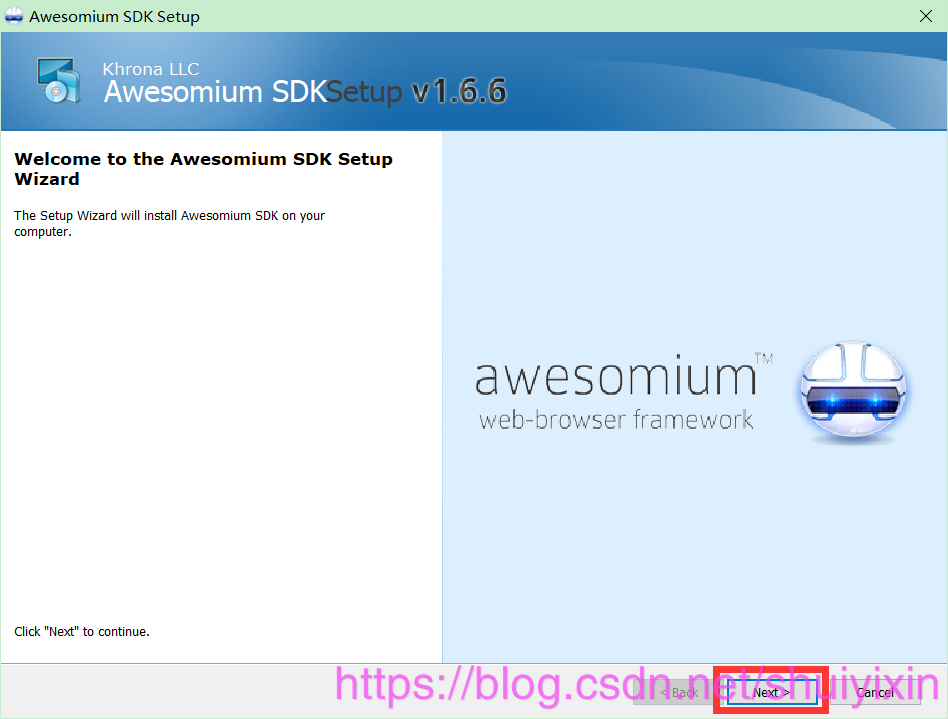 Awesomium SDK Setup
Khrona LLC
Awesomium SDKSetup v1.6.6
Welcome to the Awesomium SDK Setup
Wizard
The Setup Wizard will install Awesomium SDK on your
computer.
awesomium™
web-browser framework
Click "Next" to continue.
https://blog.csdn.net/shuiyixin
< Back
Next >
Cancel